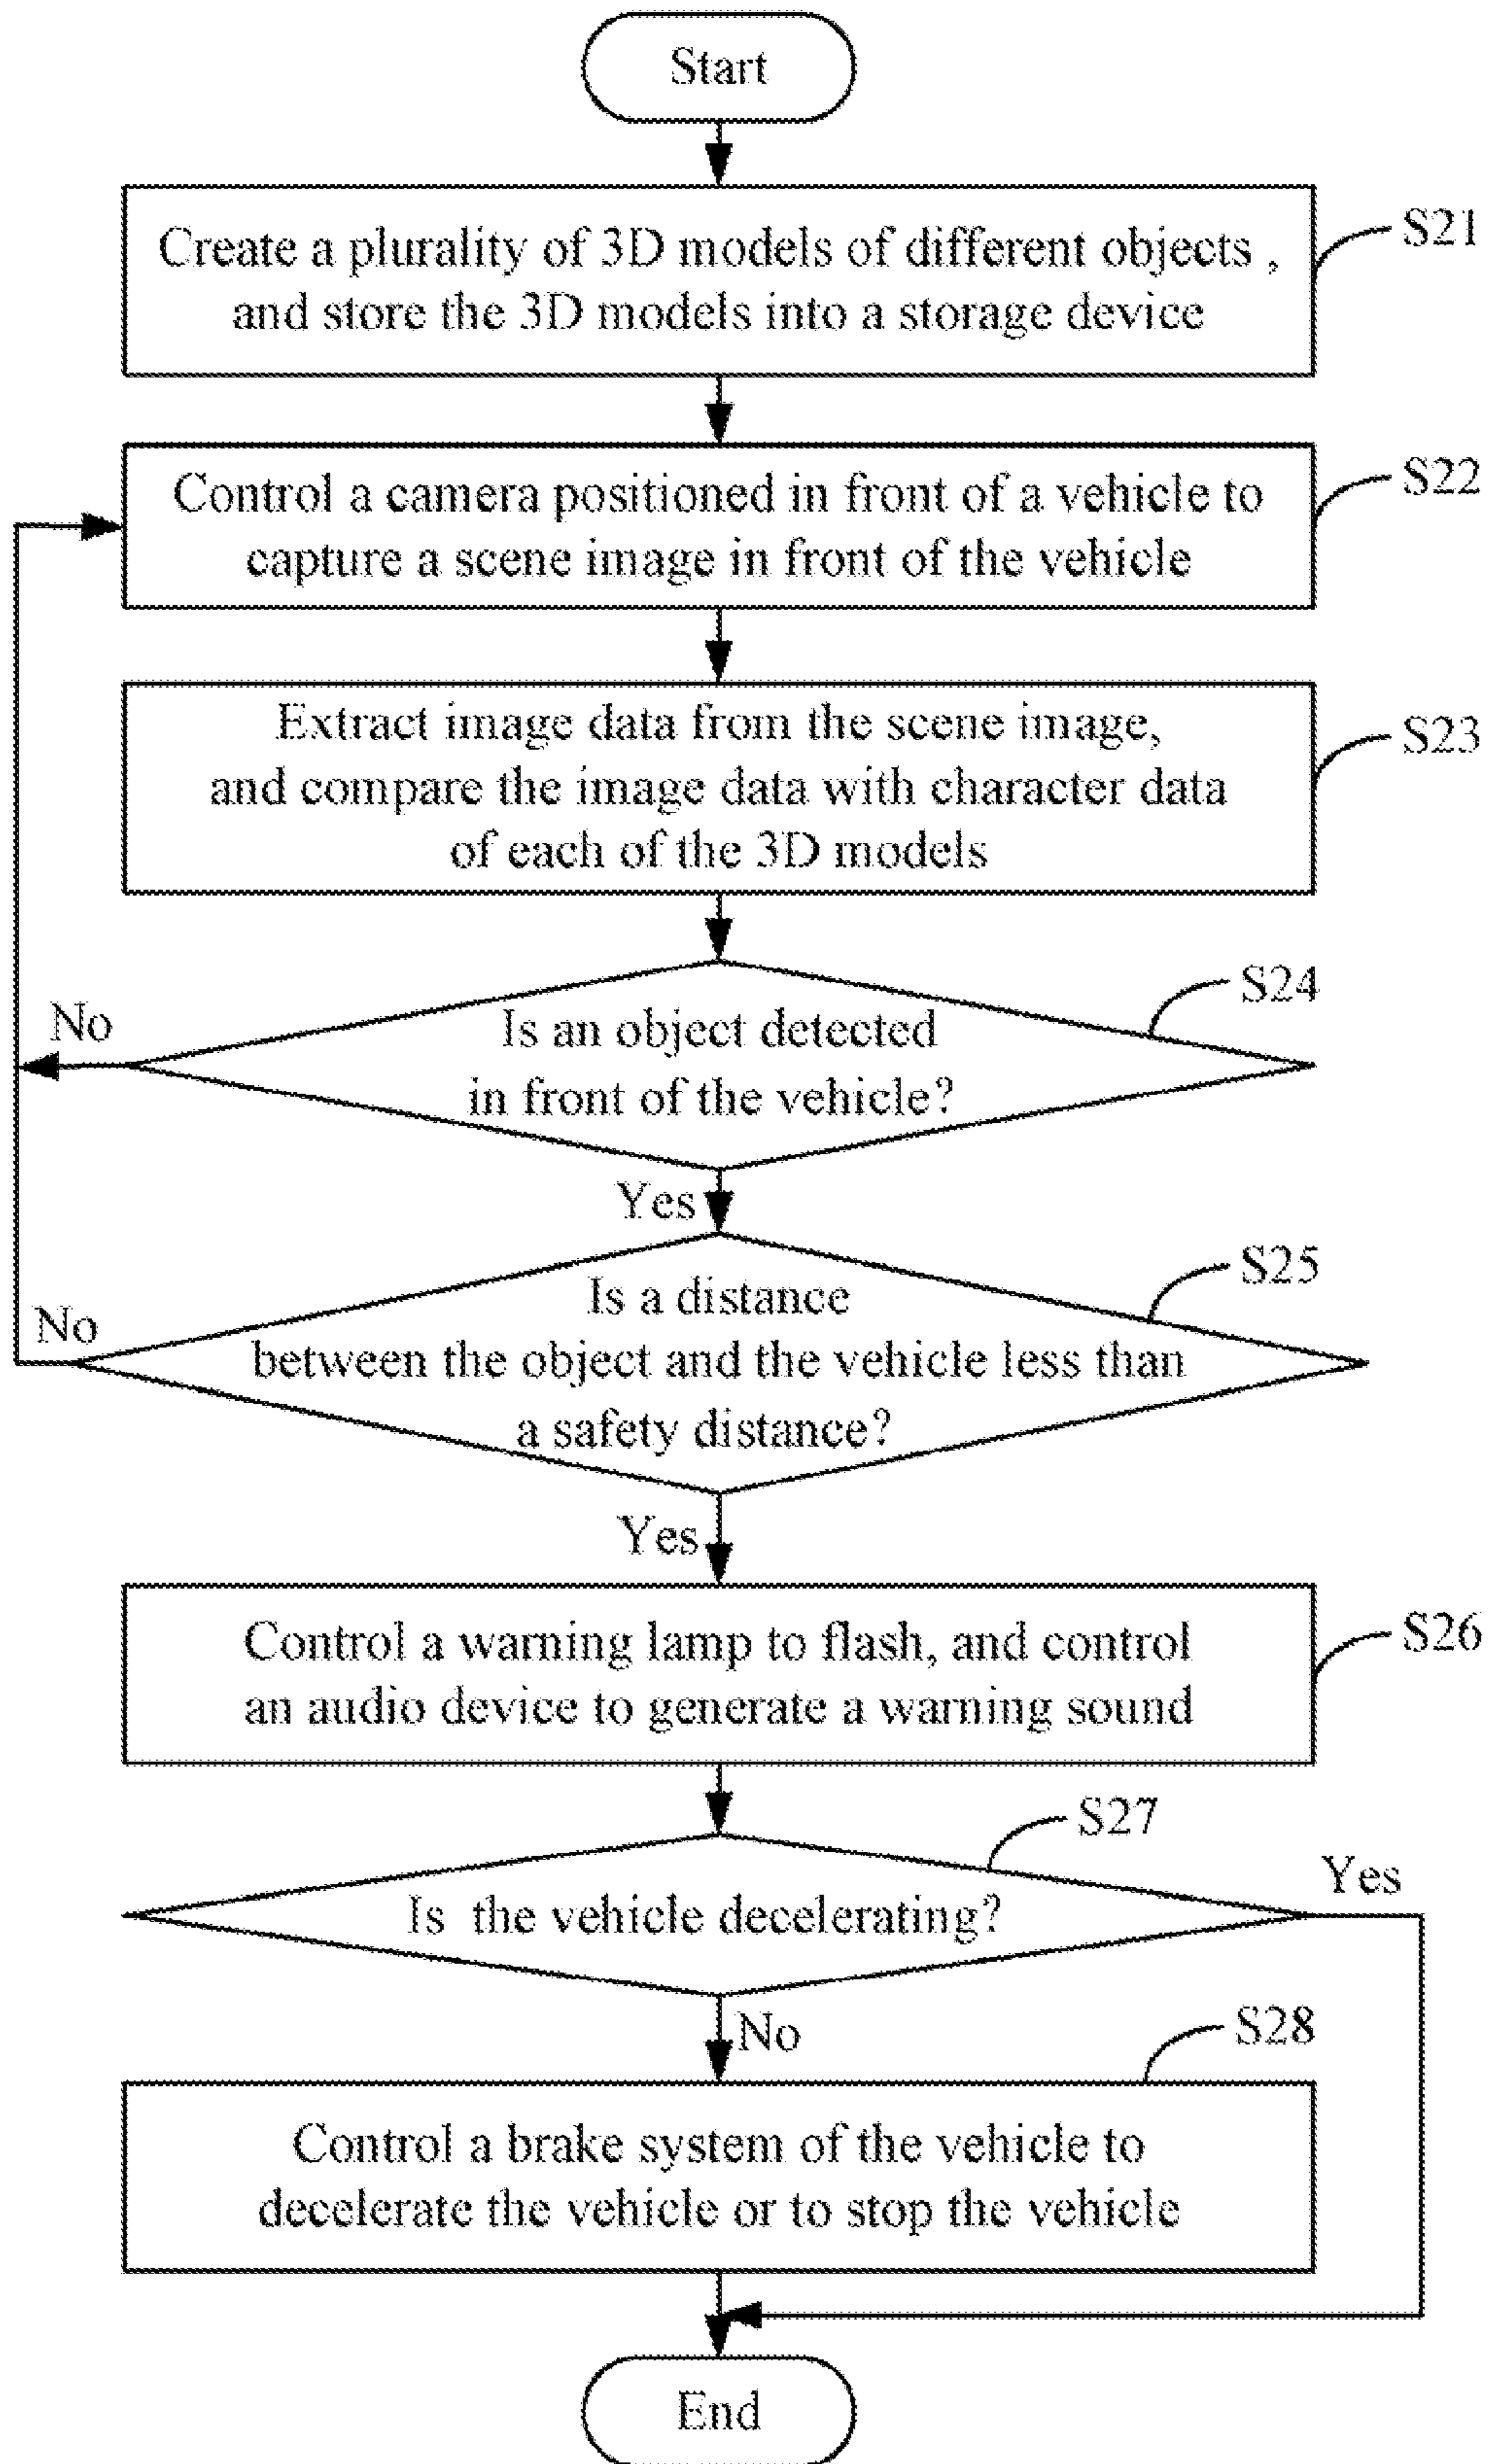 Start
Create a plurality of 3D models of different objects ,
and store the 3D models into a storage device
S21
Control a camera positioned in front of a vehicle to
capture a scene image in front of the vehicle
S22
Extract image data from the scene image,
and compare the image data with character data
of each of the 3D models
S23
Is an object detected
in front of the vehicle?
S24
No
Yes
Is a distance
between the object and the vehicle less than
a safety distance?
S25
No
Yes
Control a warning lamp to flash, and control
an audio device to generate a warning sound
S26
Is the vehicle decelerating?
S27
Yes
No
Control a brake system of the vehicle to
decelerate the vehicle or to stop the vehicle
S28
End